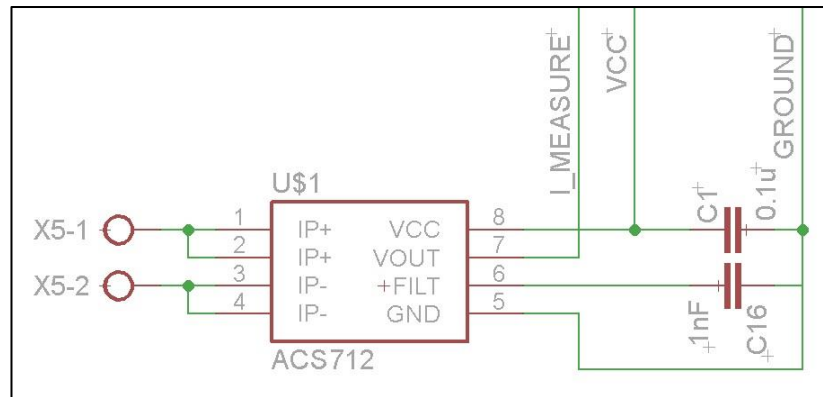 I_MEASURE
VCC
GROUND
U$1
C1
0.1u
X5-1
1 IP+ VCC 8
2 IP+ VOUT 7
X5-2
3 IP- +FILT 6
4 IP- GND 5
ACS712
1nF
C16